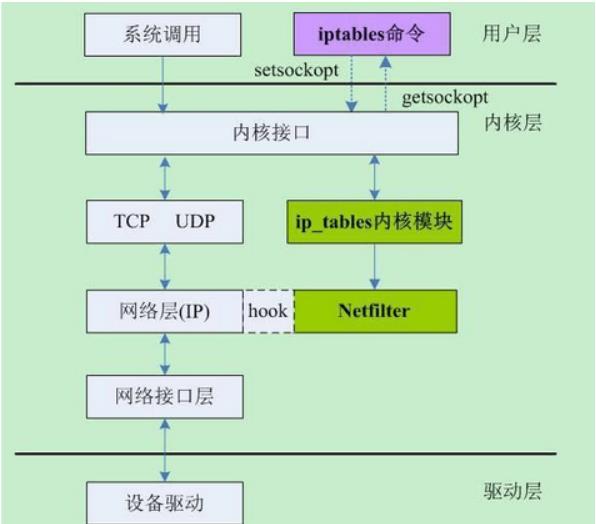 系统调用
iptables命令
用户层
setsockopt
getsockopt
内核接口
内核层
TCP UDP
ip_tables内核模块
网络层(IP)
hook
Netfilter
网络接口层
设备驱动
驱动层